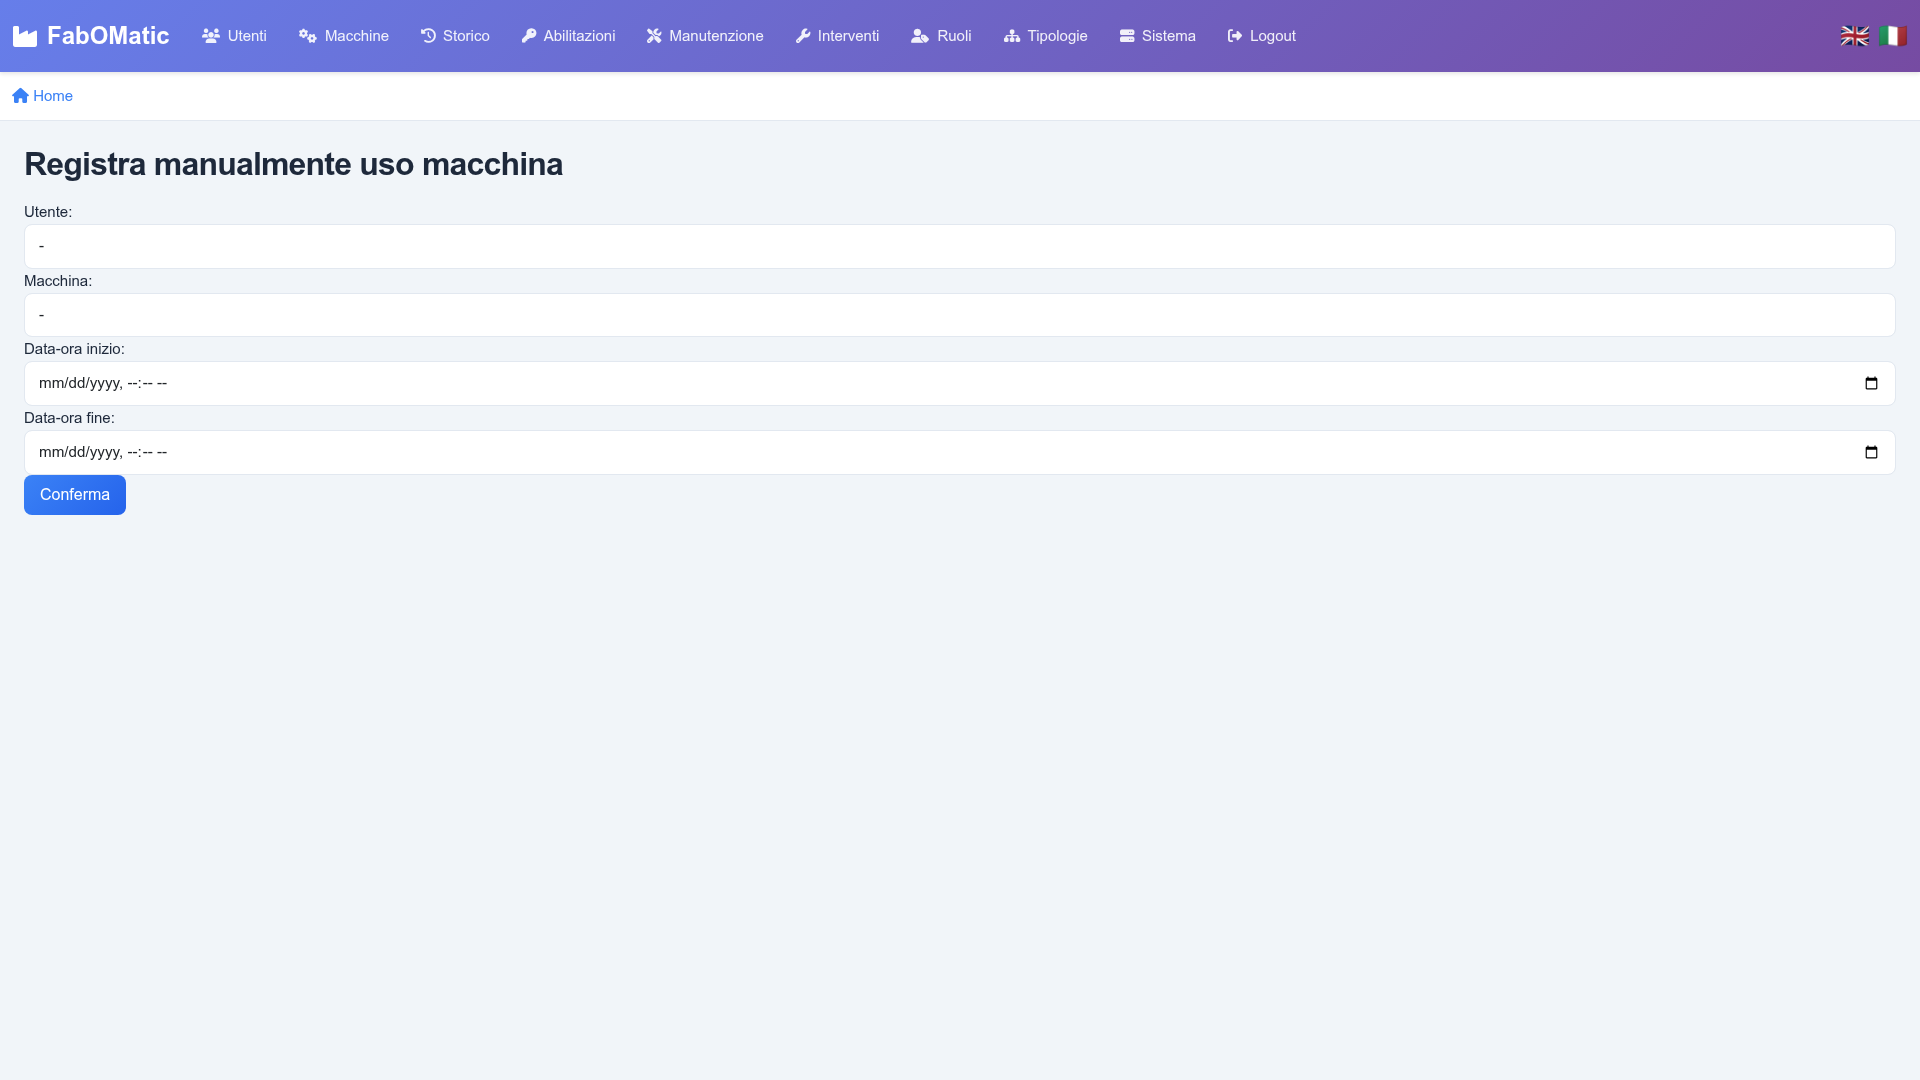 FabOMatic Utenti Macchine Storico Abilitazioni Manutenzione Interventi Ruoli Tipologie Sistema Logout
Home
Registra manualmente uso macchina
Utente:
-
Macchina:
-
Data-ora inizio:
mm/dd/yyyy, --:-- --
Data-ora fine:
mm/dd/yyyy, --:-- --
Conferma